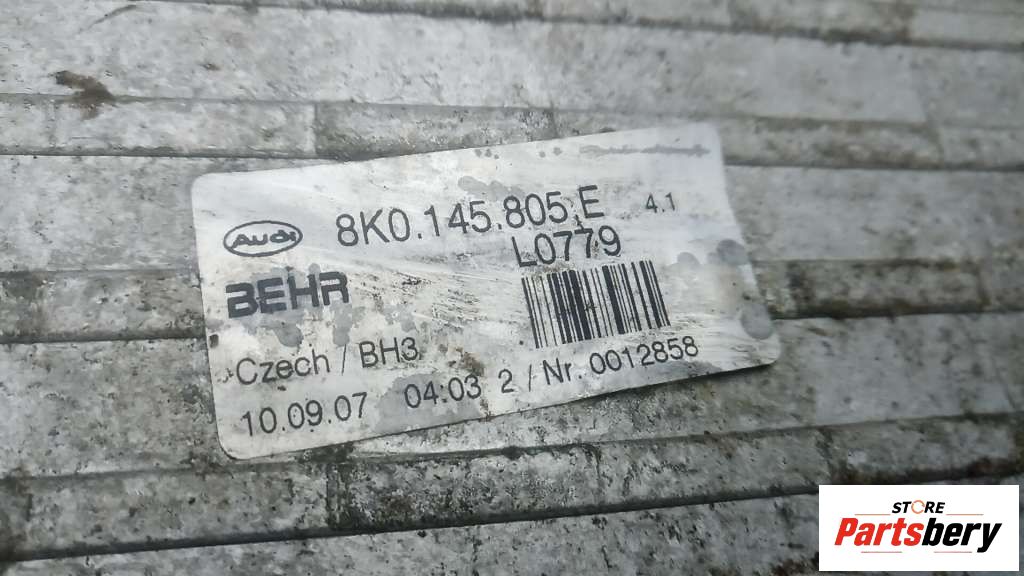 Audi 8K0.145.805.E 4.1
L0779
BEHR
Czech / BH3
10.09.07 04:03 2 / Nr. 0012858
STORE
Partsbery